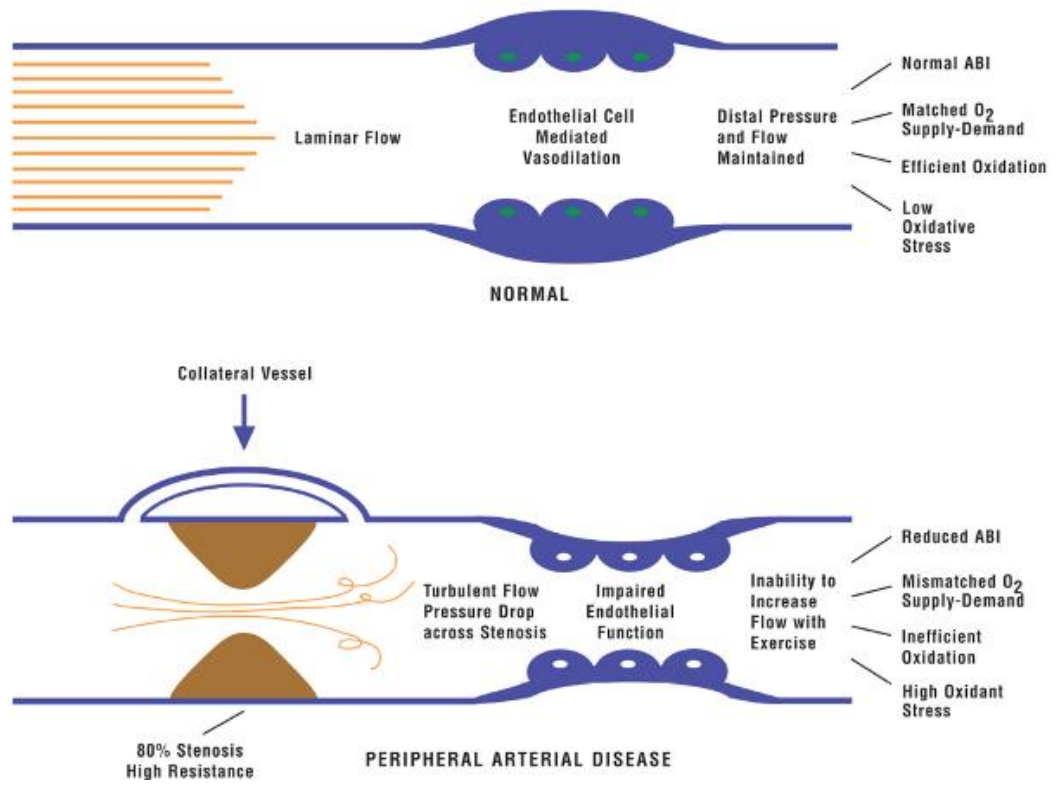 Normal ABI
Laminar Flow
Endothelial Cell
Mediated
Vasodilation
Distal Pressure
and Flow
Maintained
Matched O2
Supply-Demand
Efficient Oxidation
Low
Oxidative
Stress
NORMAL
Collateral Vessel
Turbulent Flow
Pressure Drop
across Stenosis
Impaired
Endothelial
Function
Inability to
Increase
Flow with
Exercise
Reduced ABI
Mismatched O2
Supply-Demand
Inefficient
Oxidation
High Oxidant
Stress
80% Stenosis
High Resistance
PERIPHERAL ARTERIAL DISEASE